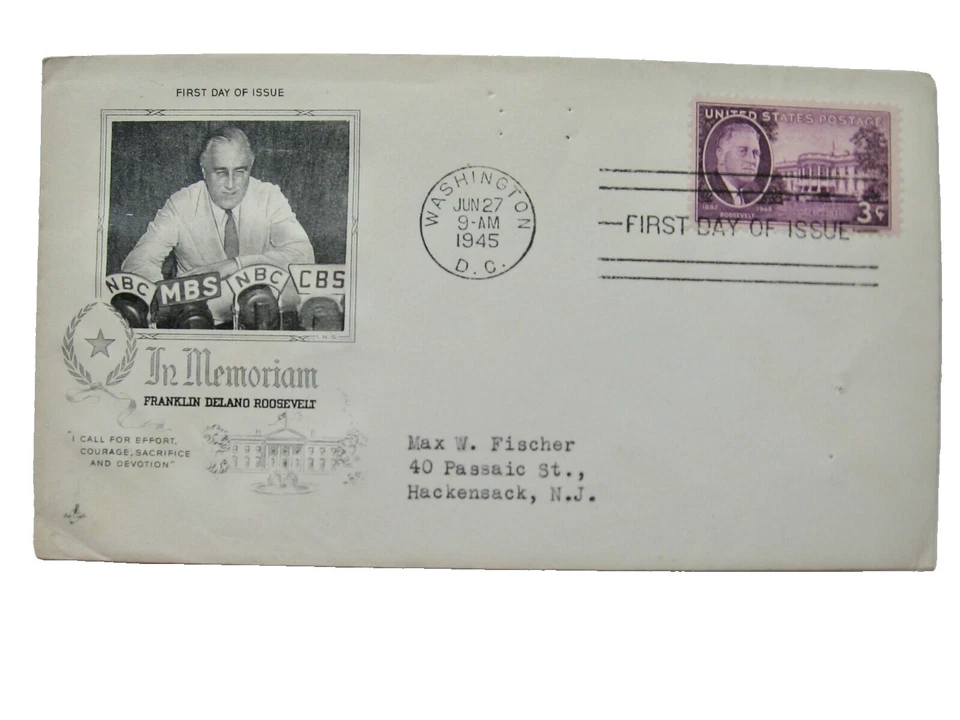 FIRST DAY OF ISSUE
NBC MBS NBC CBS
In Memoriam
FRANKLIN DELANO ROOSEVELT
"I CALL FOR EFFORT,
COURAGE, SACRIFICE
AND DEVOTION"
WASHINGTON
JUN 27
9-AM
1945
D.C.
UNITED STATES POSTAGE
ROOSEVELT
3¢
FIRST DAY OF ISSUE
Max W. Fischer
40 Passaic St.,
Hackensack, N.J.